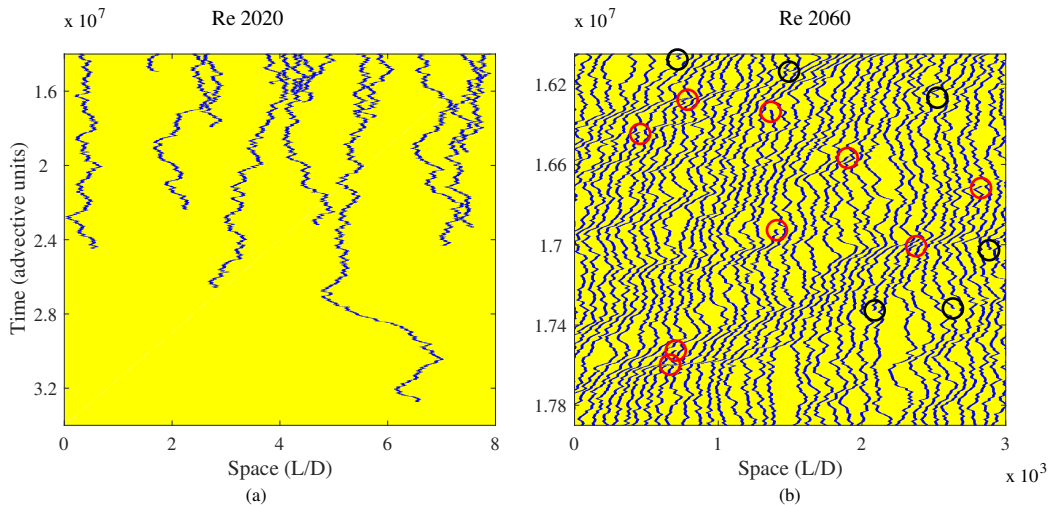 x 10^7
Re 2020
1.6
2
2.4
2.8
3.2
Time (advective units)
0
2
4
6
8
Space (L/D)
(a)
x 10^7
Re 2060
1.62
1.66
1.7
1.74
1.78
0
1
2
3
Space (L/D)
x 10^3
(b)